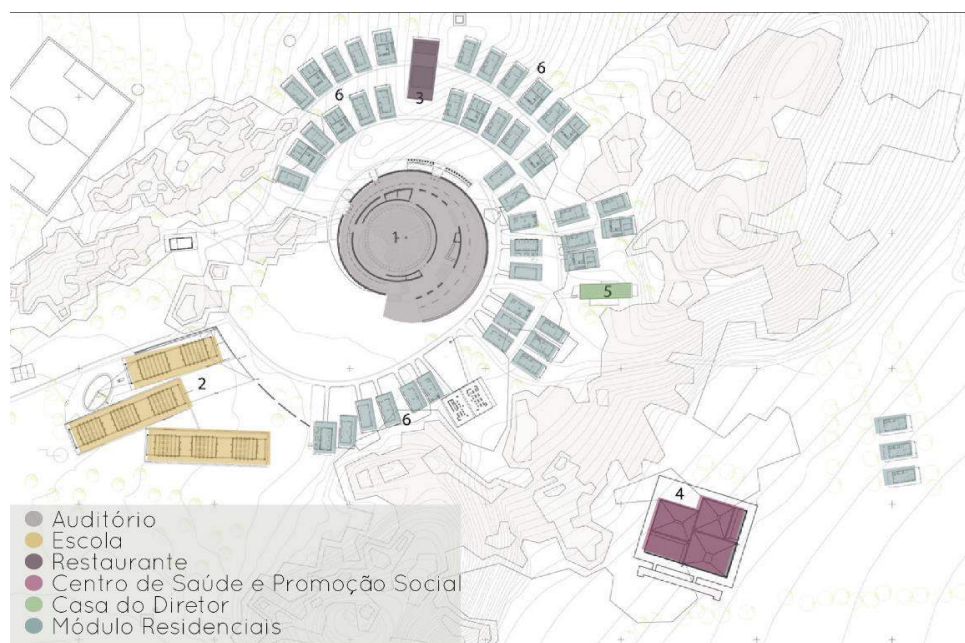 6
3
6
1
5
2
6
4
Auditório
Escola
Restaurante
Centro de Saúde e Promoção Social
Casa do Diretor
Módulo Residenciais